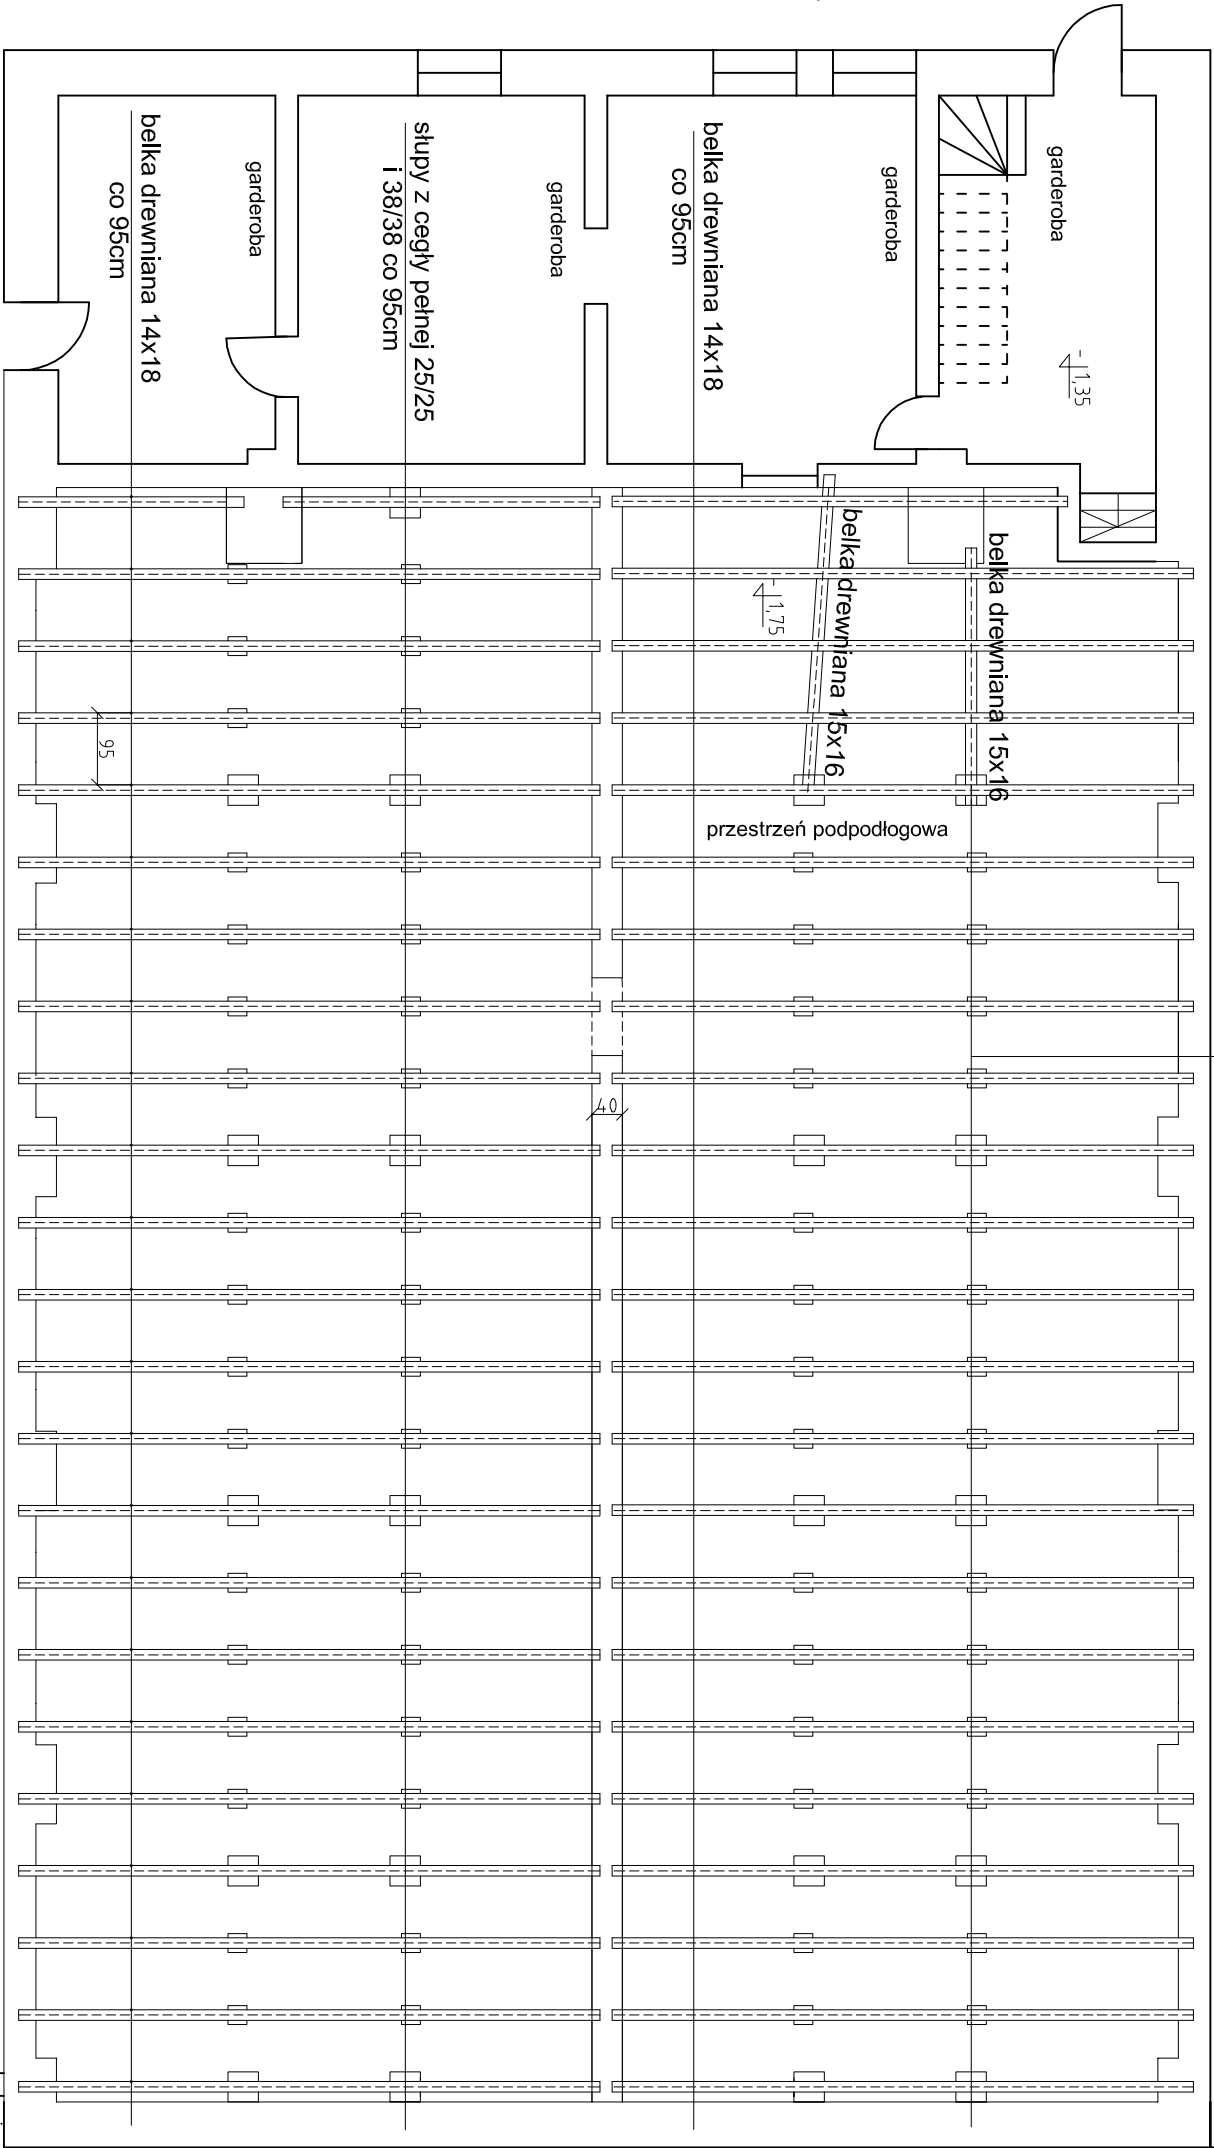 garderoba
-1,35
belka drewniana 14x18
co 95cm
garderoba
słupy z cegły pełnej 25/25
i 38/38 co 95cm
garderoba
belka drewniana 14x18
co 95cm
garderoba
belka drewniana 15x16
belka drewniana 15x16
-1,75
95
przestrzeń podpodłogowa
40